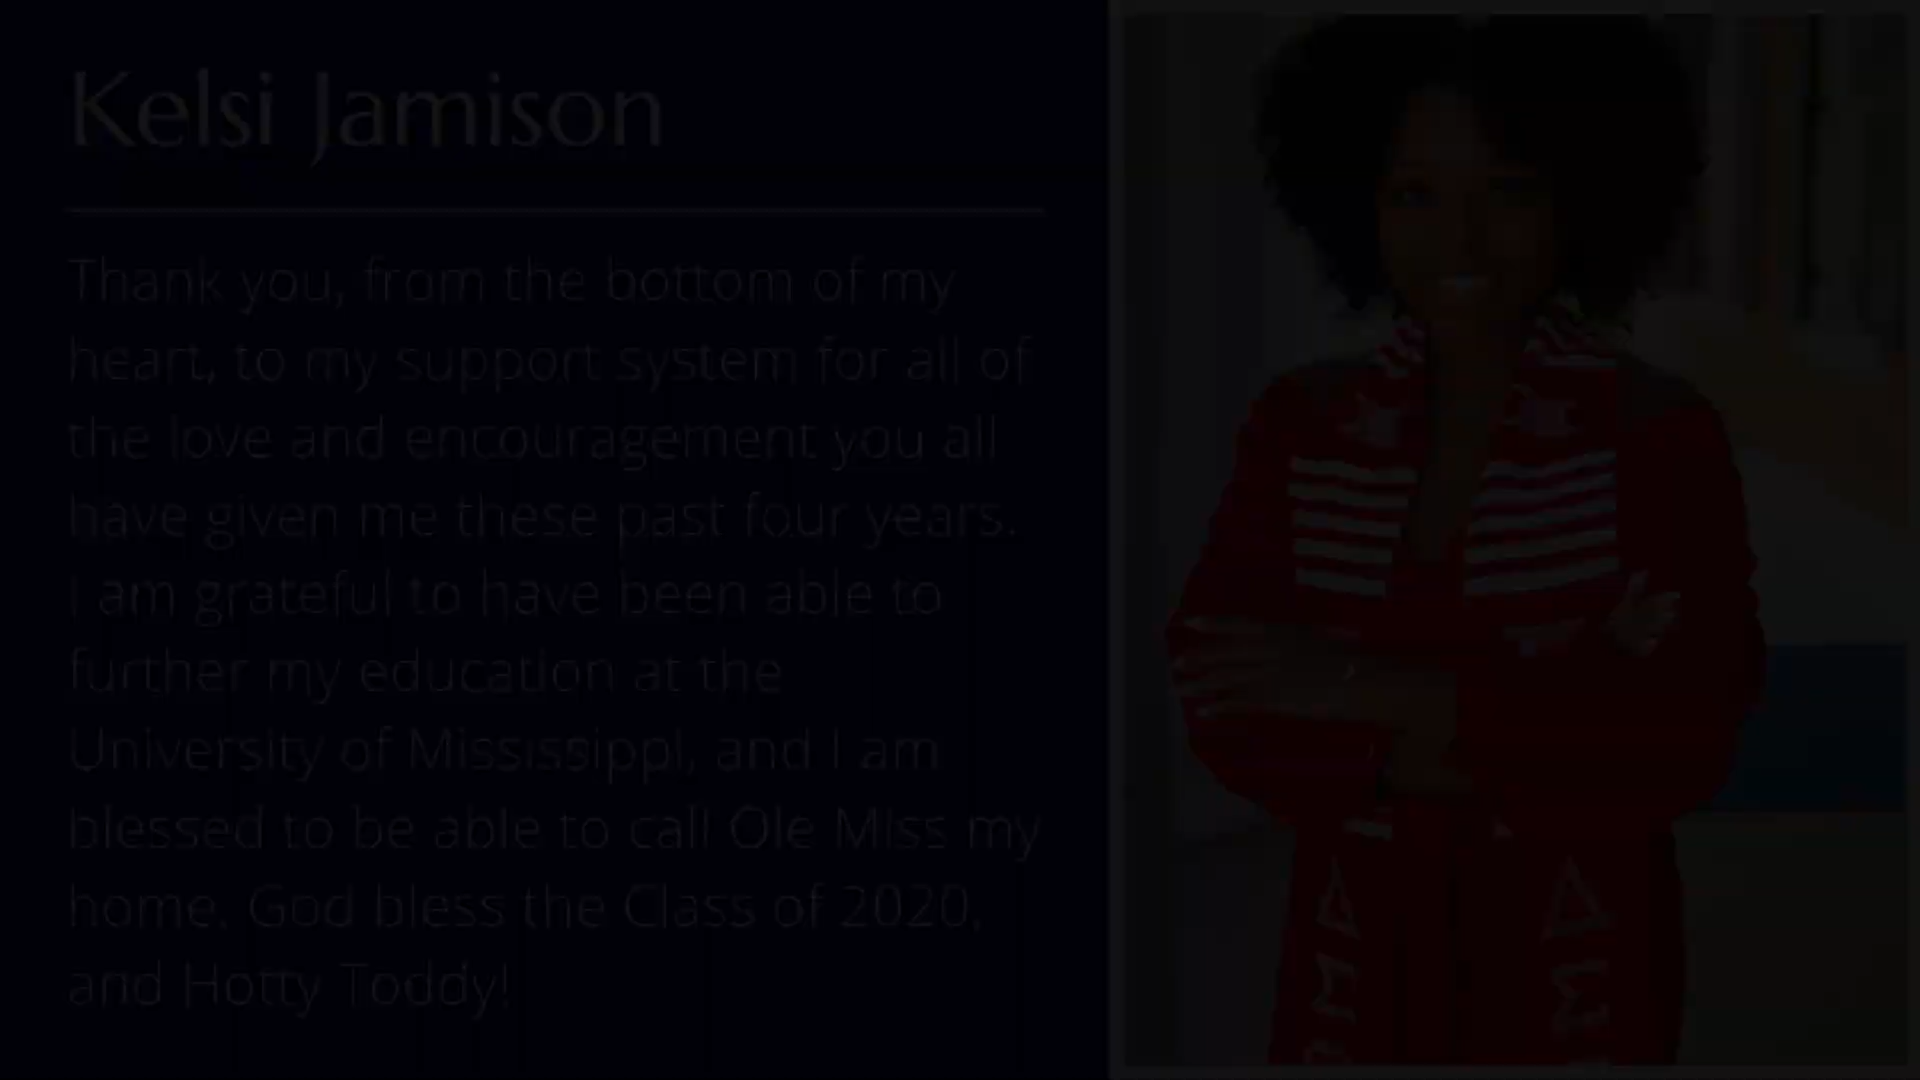 Kelsi Jamison
Thank you, from the bottom of my
heart, to my support system for all of
the love and encouragement you all
have given me these past four years.
I am grateful to have been able to
further my education at the
University of Mississippi, and I am
blessed to be able to call Ole Miss my
home. God bless the Class of 2020,
and Hotty Toddy!
Δ Δ
Σ Σ